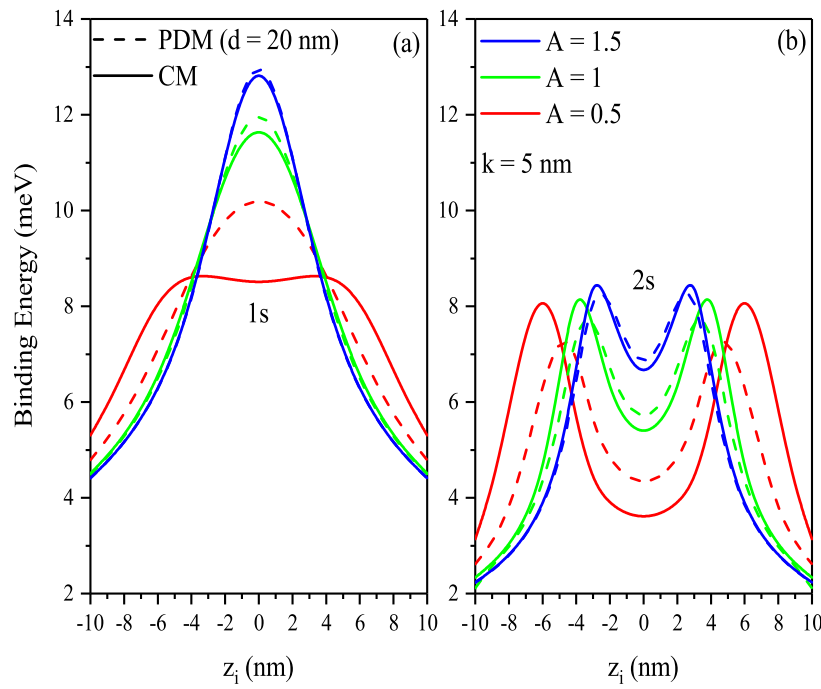 14
12
10
8
6
4
2
Binding Energy (meV)
PDM (d = 20 nm)
CM
(a)
1s
-10 -8 -6 -4 -2 0 2 4 6 8 10
z_i (nm)
A = 1.5
A = 1
A = 0.5
(b)
k = 5 nm
2s
14
12
10
8
6
4
2
-10 -8 -6 -4 -2 0 2 4 6 8 10
z_i (nm)